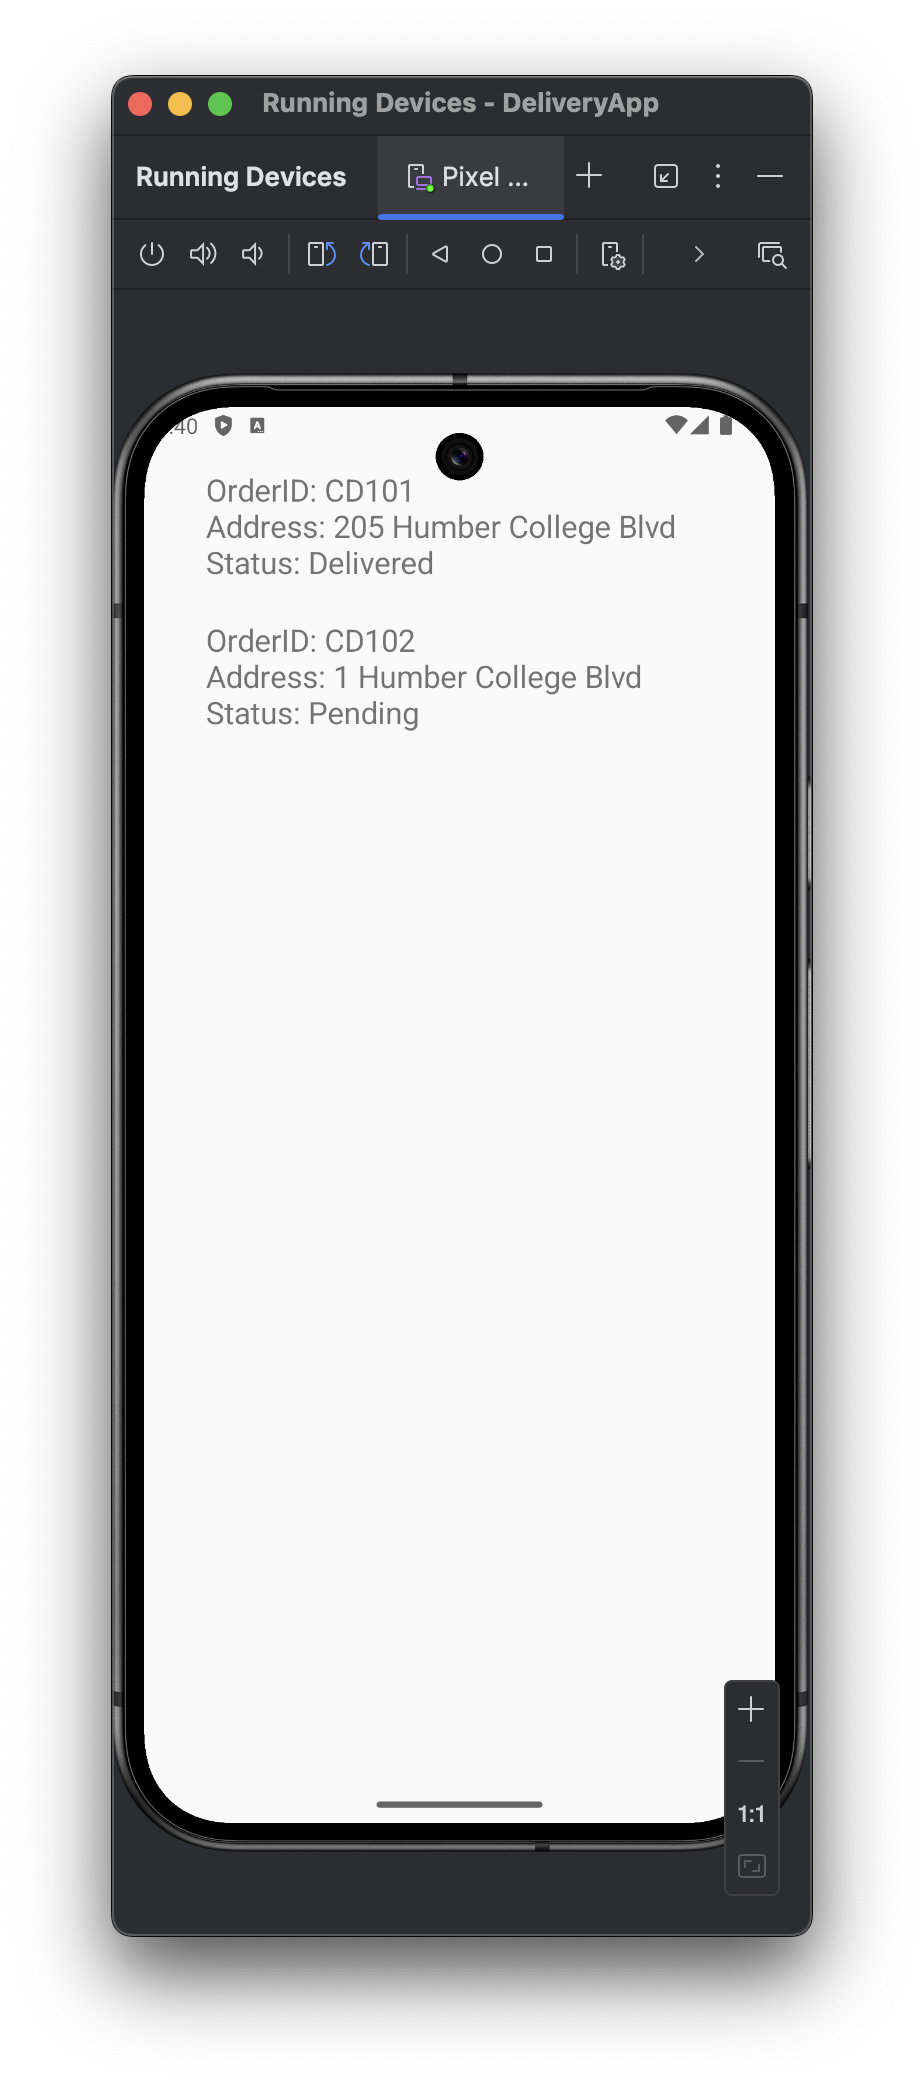 Running Devices - DeliveryApp
Running Devices
Pixel ...
:40
OrderID: CD101
Address: 205 Humber College Blvd
Status: Delivered
OrderID: CD102
Address: 1 Humber College Blvd
Status: Pending
1:1